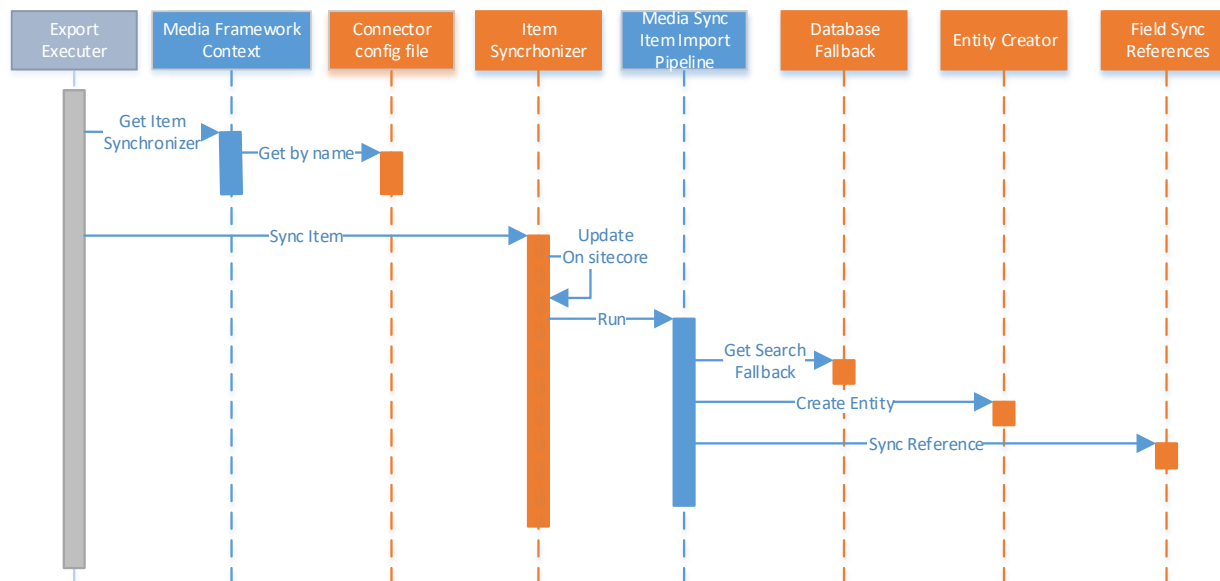 Export
Executer
Media Framework
Context
Connector
config file
Item
Syncrhonizer
Media Sync
Item Import
Pipeline
Database
Fallback
Entity Creator
Field Sync
References
Get Item
Synchronizer
Get by name
Sync Item
Update
On sitecore
Run
Get Search
Fallback
Create Entity
Sync Reference